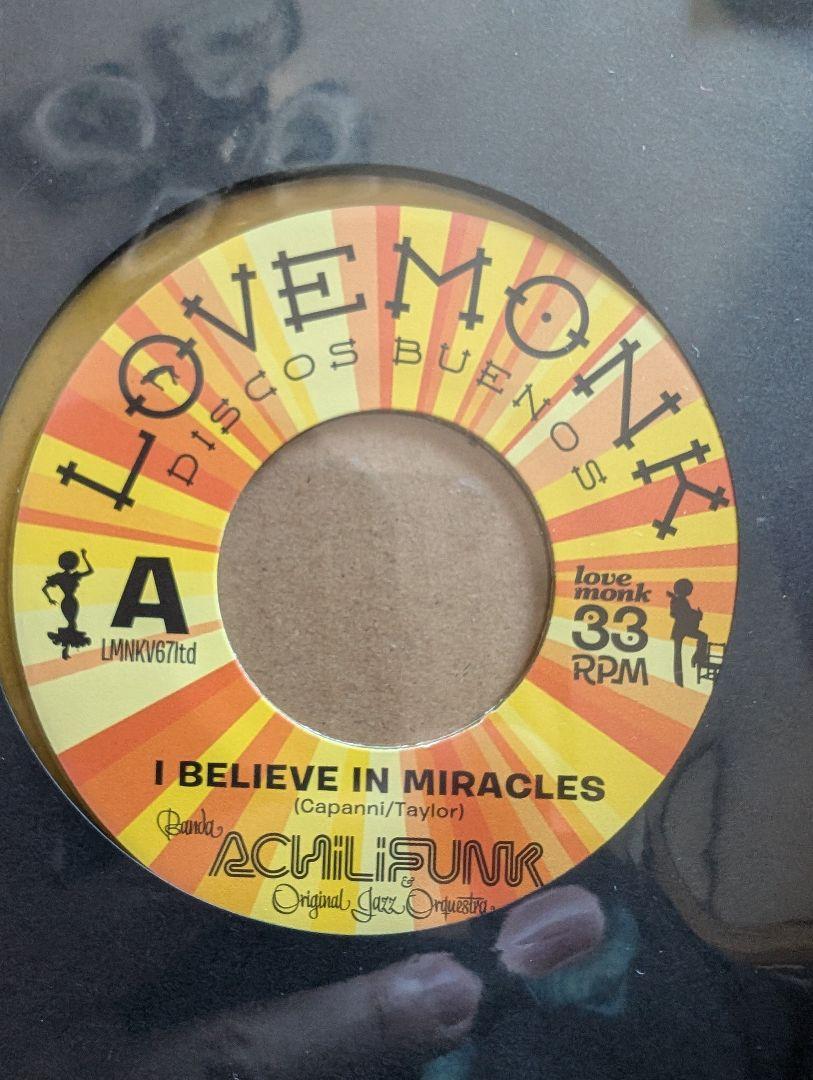 LOVEMONK
DISCOS BUENOS
A
LMNKV67ltd
love
monk
33
RPM
I BELIEVE IN MIRACLES
(Capanni/Taylor)
Banda
ACHiLiFUNK
&
Original Jazz Orquestra